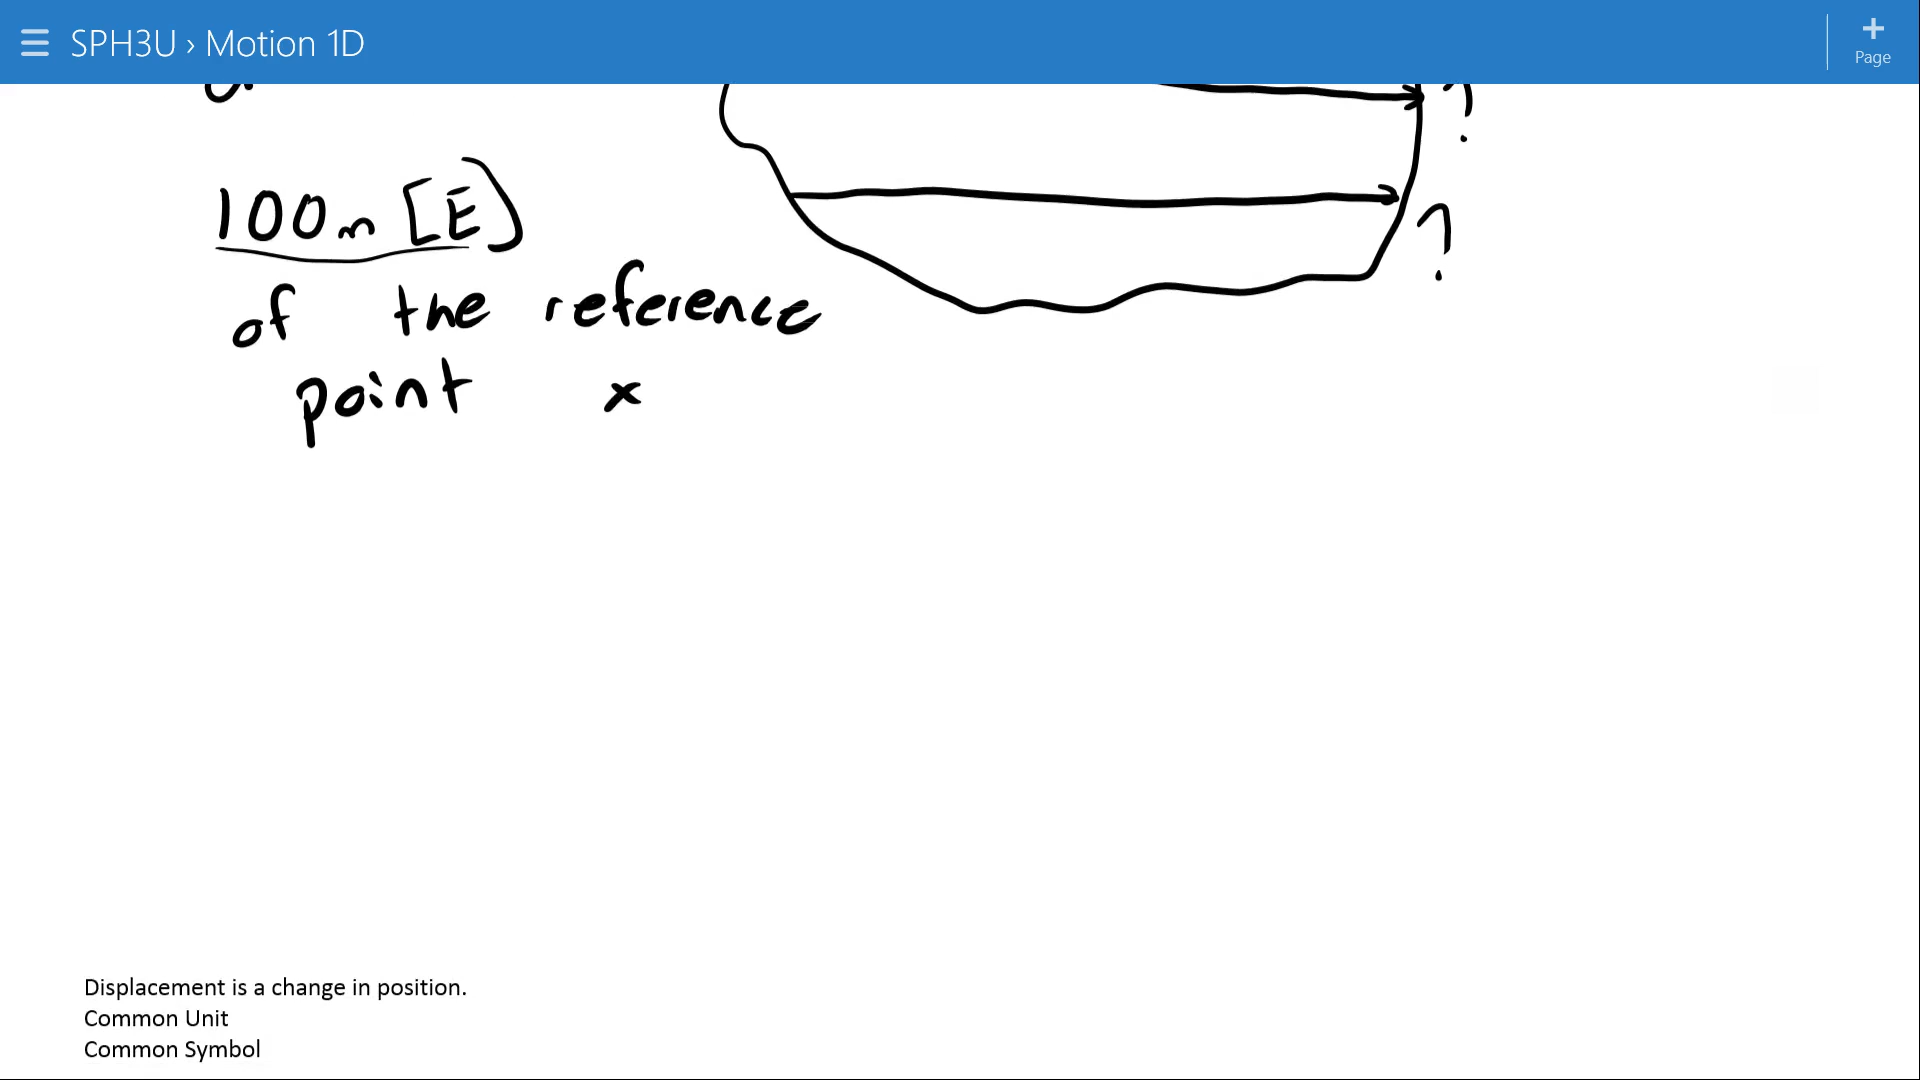 SPH3U › Motion 1D
+
Page
?
100m [E]
?
of the reference
point x
Displacement is a change in position.
Common Unit
Common Symbol